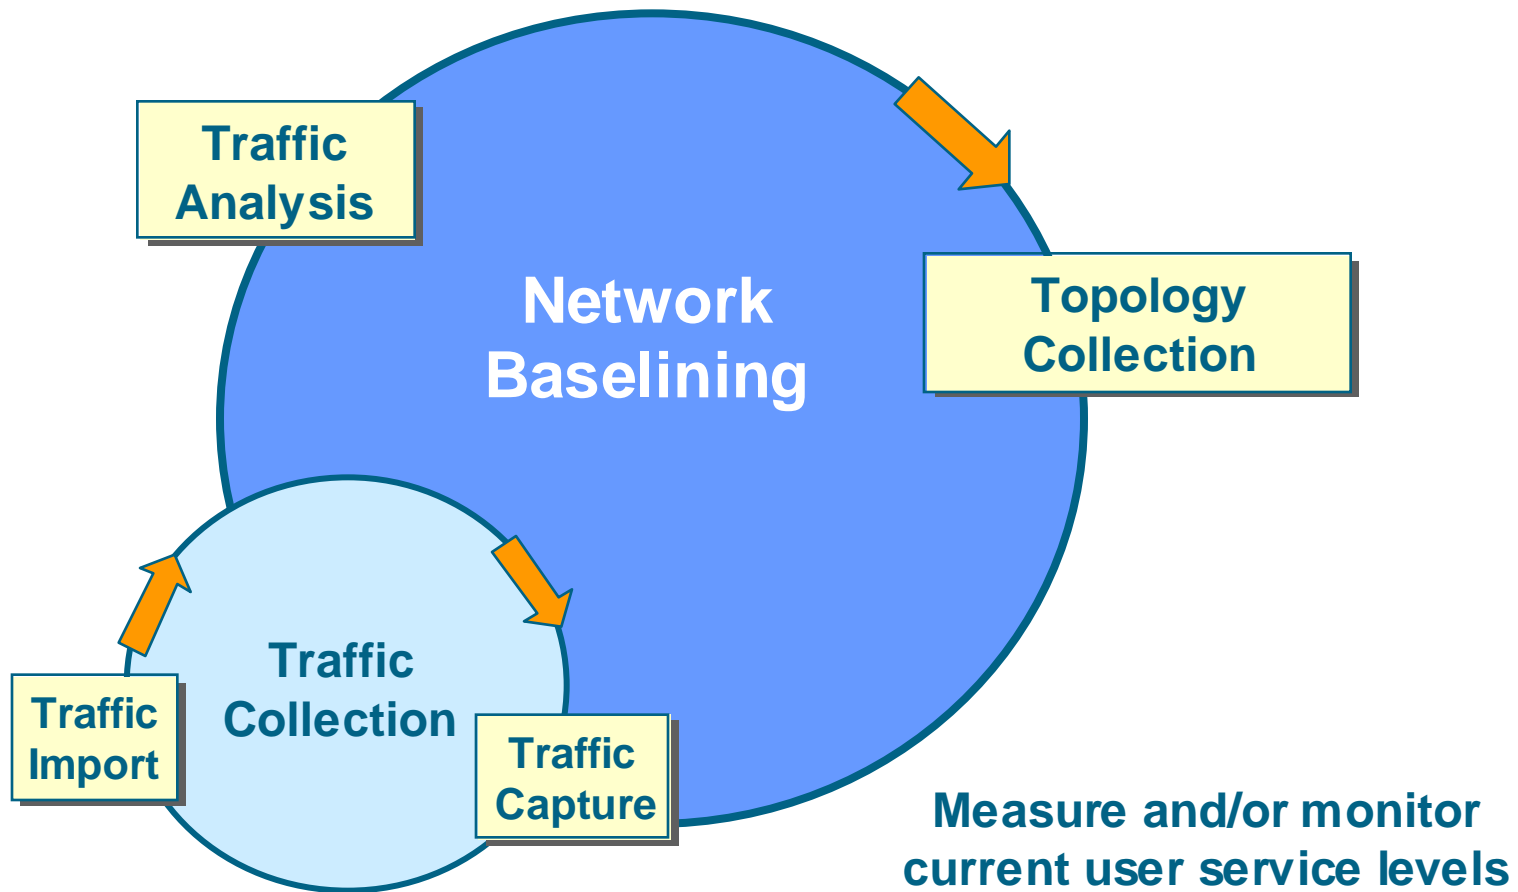 Traffic
Analysis
Network
Baselining
Topology
Collection
Traffic
Collection
Traffic
Import
Traffic
Capture
Measure and/or monitor
current user service levels